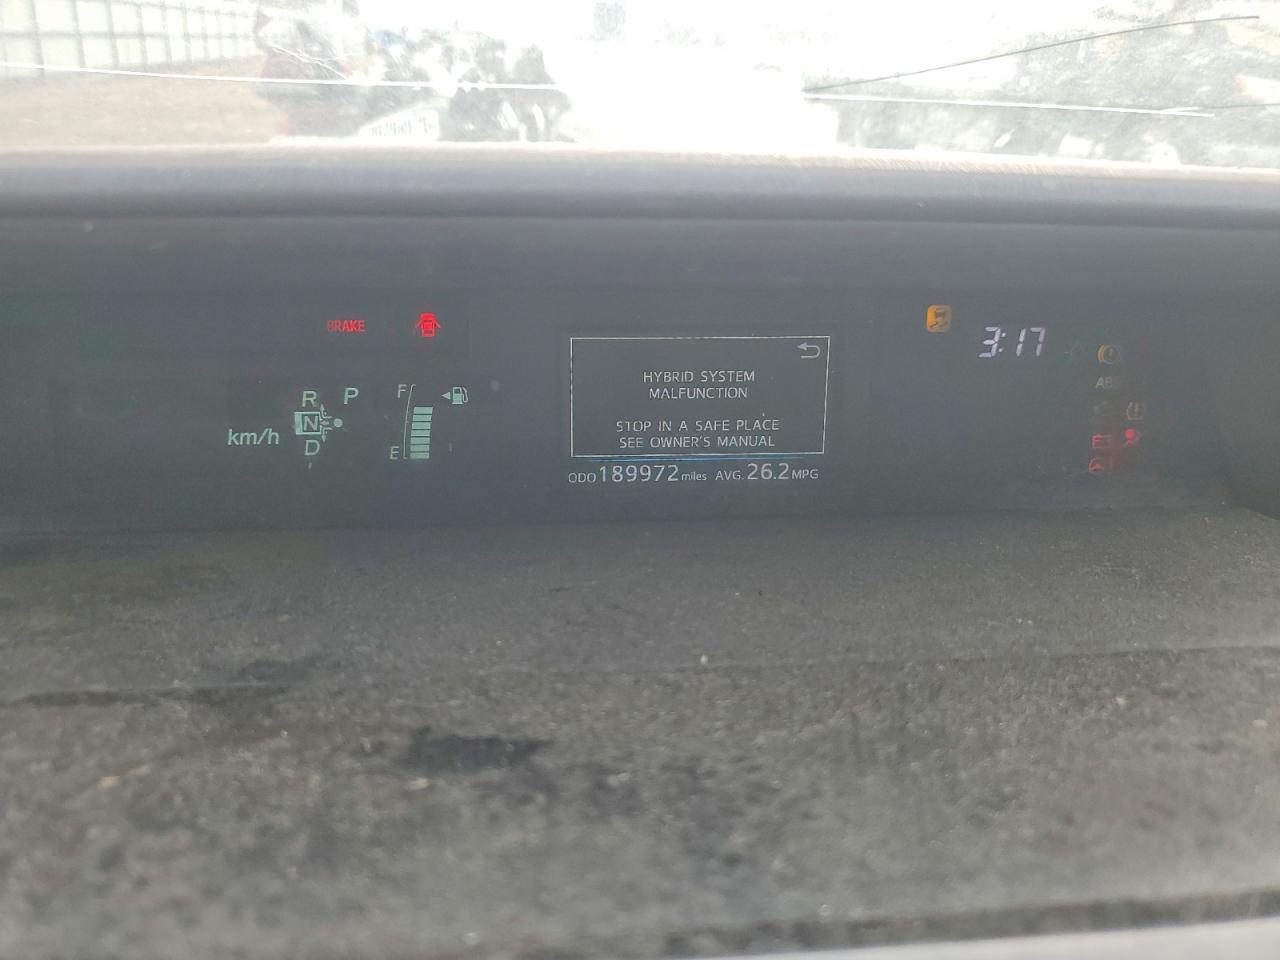 BRAKE
3:17
HYBRID SYSTEM
MALFUNCTION
STOP IN A SAFE PLACE
SEE OWNER'S MANUAL
ABS
R P
N
D
km/h
F
E
ODO 189972 miles AVG. 26.2 MPG